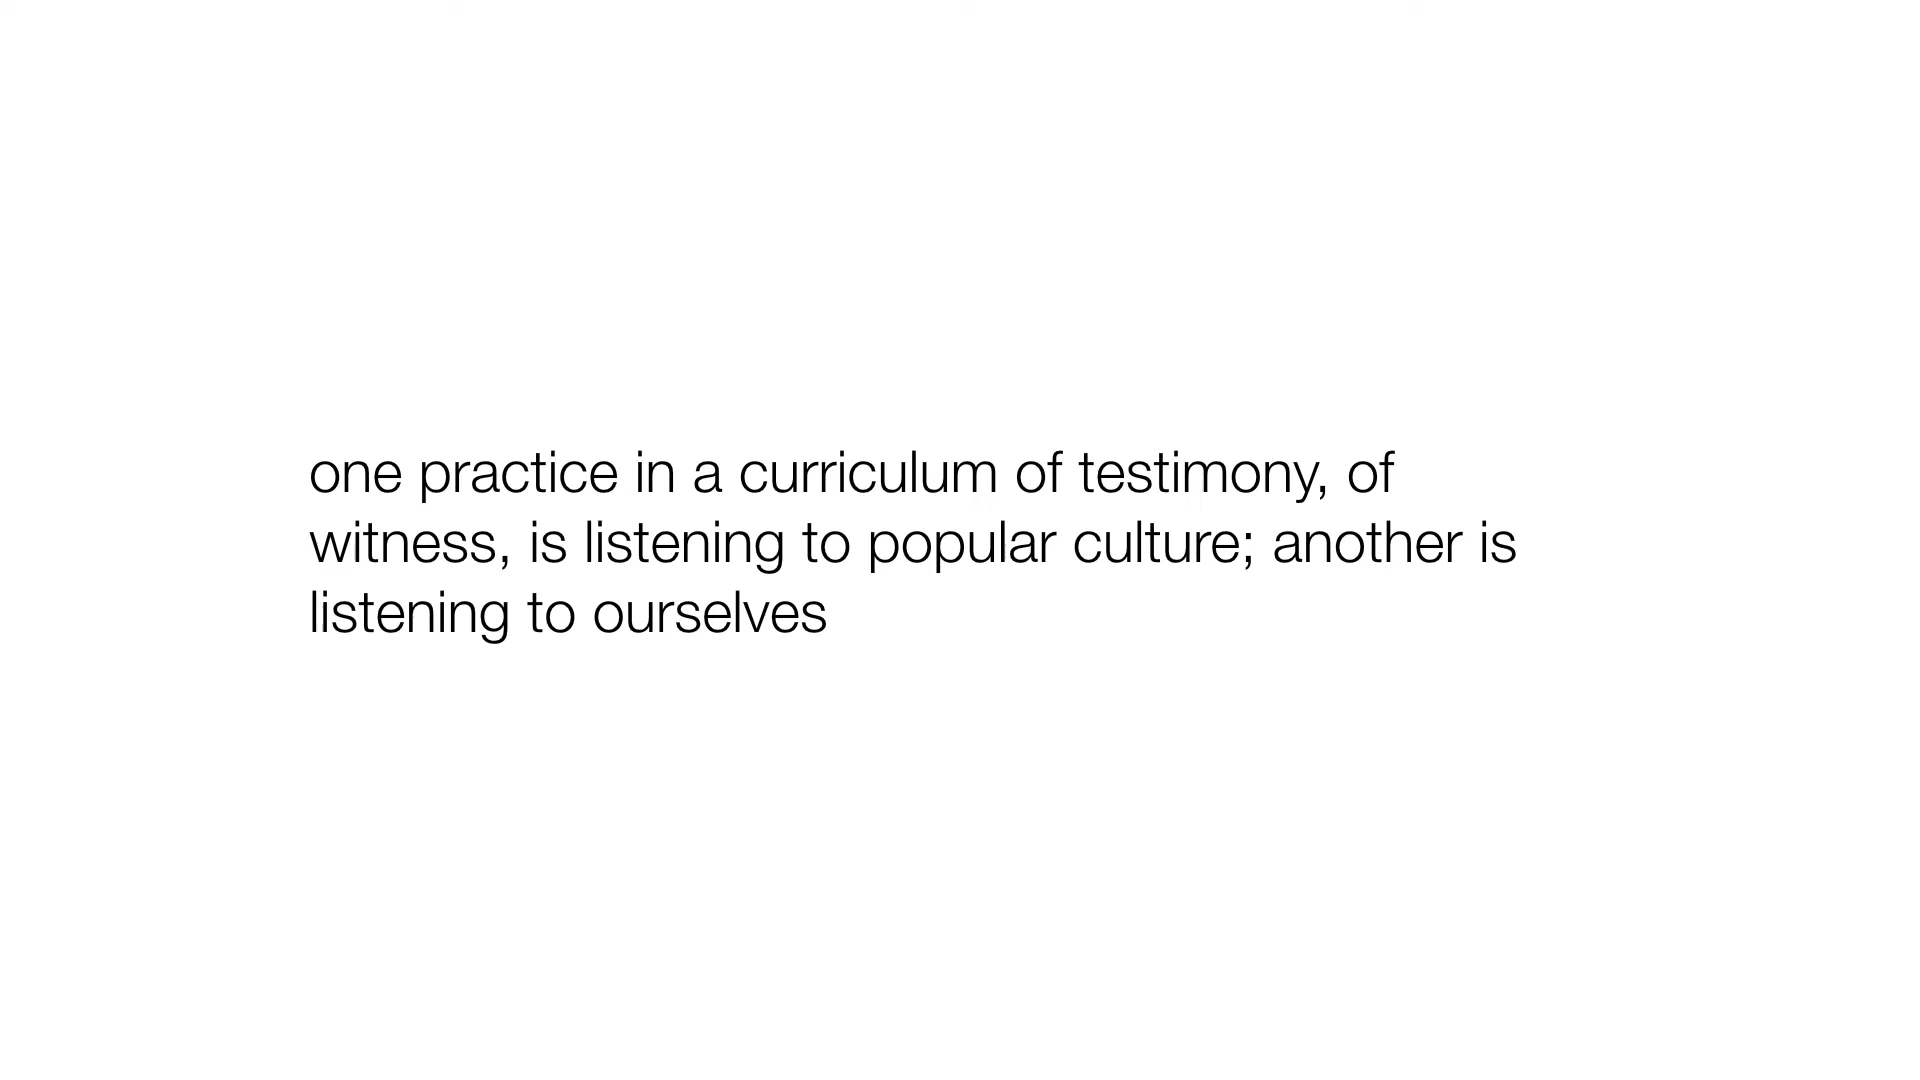 one practice in a curriculum of testimony, of
witness, is listening to popular culture; another is
listening to ourselves